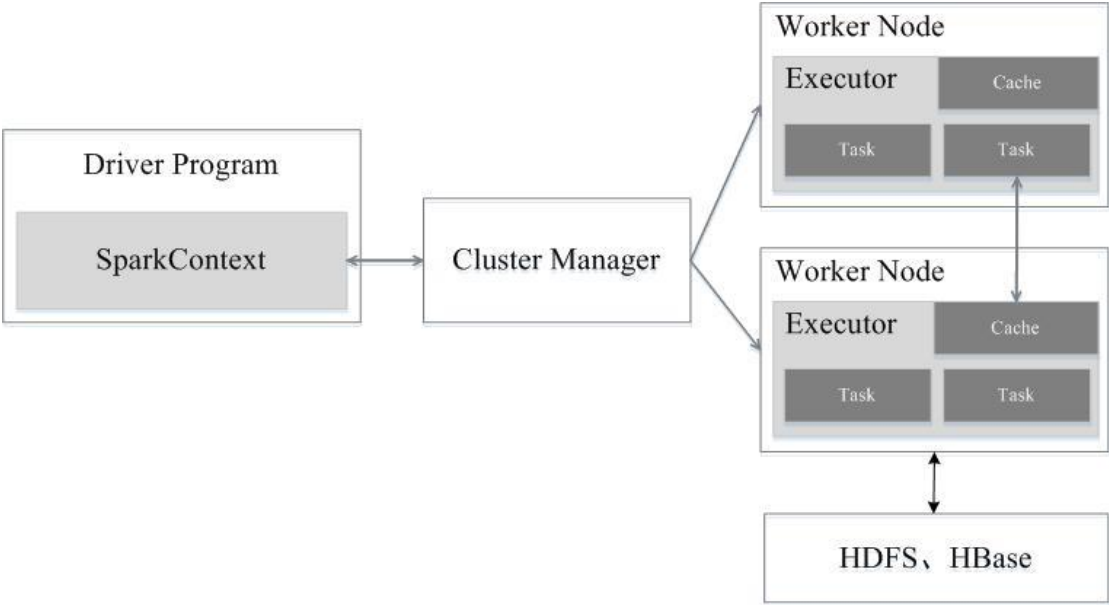 Driver Program
SparkContext
Cluster Manager
Worker Node
Executor
Cache
Task
Task
Worker Node
Executor
Cache
Task
Task
HDFS、HBase